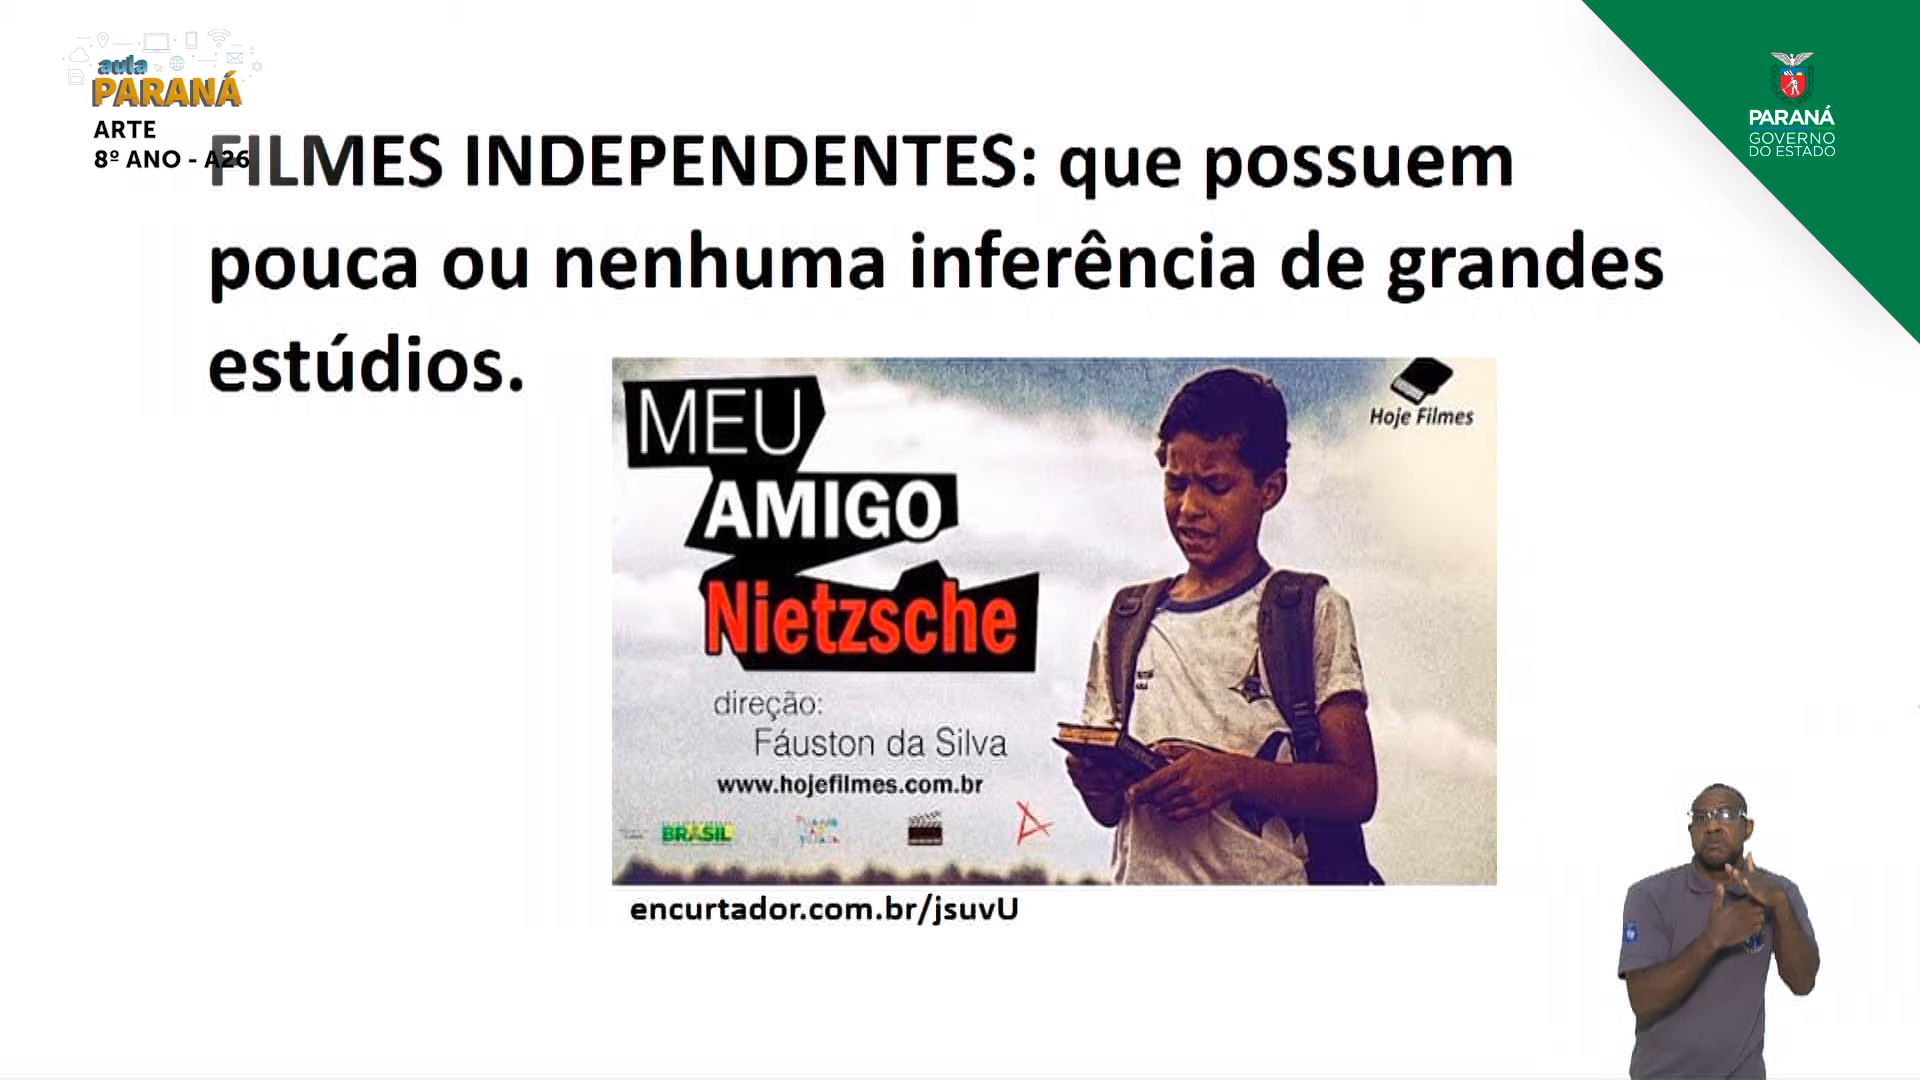 aula
PARANÁ
ARTE
8º ANO - A26
PARANÁ
GOVERNO
DO ESTADO
FILMES INDEPENDENTES: que possuem
pouca ou nenhuma inferência de grandes
estúdios.
Hoje Filmes
MEU
AMIGO
Nietzsche
direção:
Fáuston da Silva
www.hojefilmes.com.br
BRASIL
encurtador.com.br/jsuvU